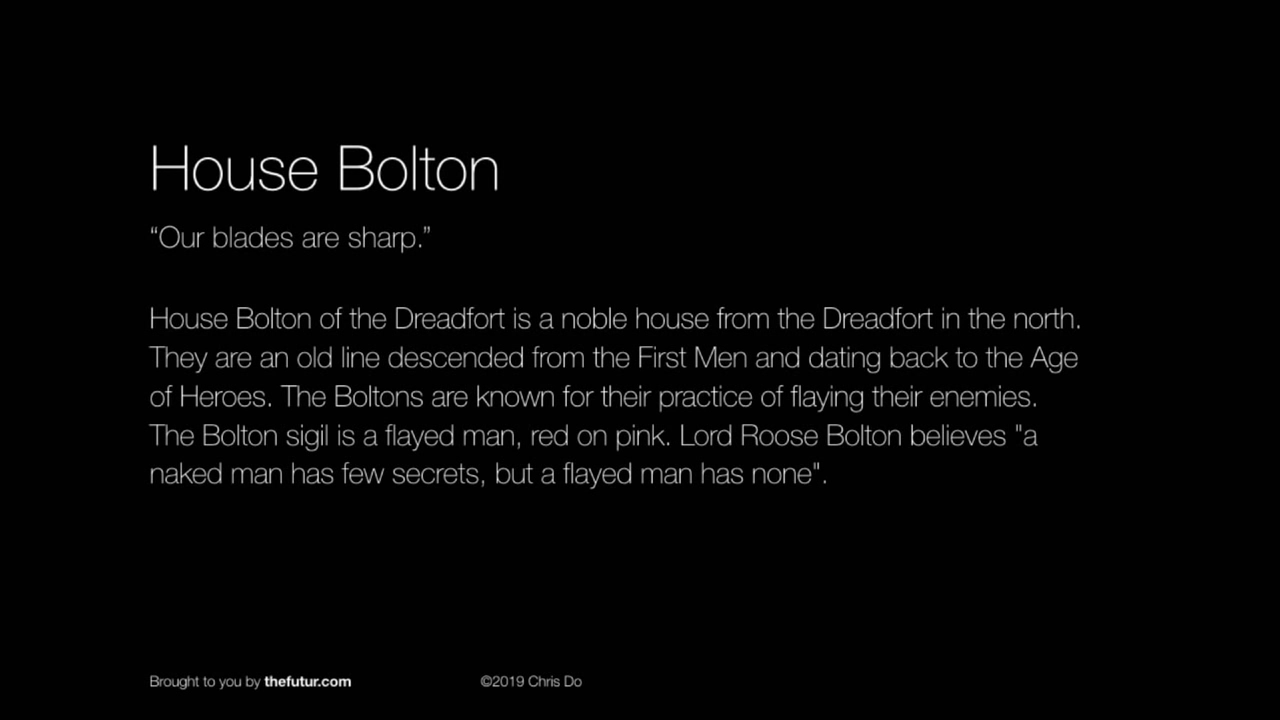 House Bolton
“Our blades are sharp.”
House Bolton of the Dreadfort is a noble house from the Dreadfort in the north.
They are an old line descended from the First Men and dating back to the Age
of Heroes. The Boltons are known for their practice of flaying their enemies.
The Bolton sigil is a flayed man, red on pink. Lord Roose Bolton believes "a
naked man has few secrets, but a flayed man has none".
Brought to you by thefutur.com
©2019 Chris Do